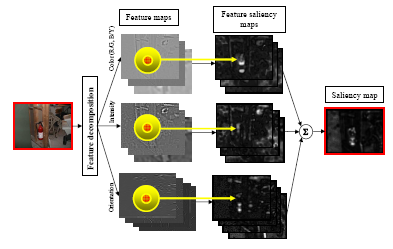 Feature maps
Feature saliency
maps
Color(R/G, B/Y)
Feature decomposition
Intensity
Orientation
Σ
Saliency map